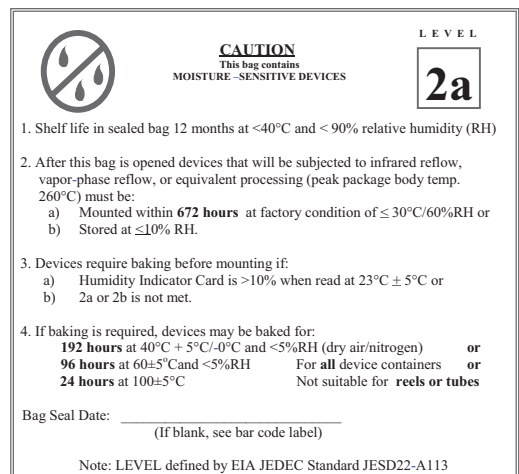 LEVEL
CAUTION
This bag contains
MOISTURE –SENSITIVE DEVICES
2a
1. Shelf life in sealed bag 12 months at <40°C and < 90% relative humidity (RH)
2. After this bag is opened devices that will be subjected to infrared reflow,
vapor-phase reflow, or equivalent processing (peak package body temp.
260°C) must be:
a) Mounted within 672 hours at factory condition of ≤ 30°C/60%RH or
b) Stored at ≤10% RH.
3. Devices require baking before mounting if:
a) Humidity Indicator Card is >10% when read at 23°C ± 5°C or
b) 2a or 2b is not met.
4. If baking is required, devices may be baked for:
192 hours at 40°C + 5°C/-0°C and <5%RH (dry air/nitrogen) or
96 hours at 60±5°Cand <5%RH For all device containers or
24 hours at 100±5°C Not suitable for reels or tubes
Bag Seal Date: ______________________________
(If blank, see bar code label)
Note: LEVEL defined by EIA JEDEC Standard JESD22-A113